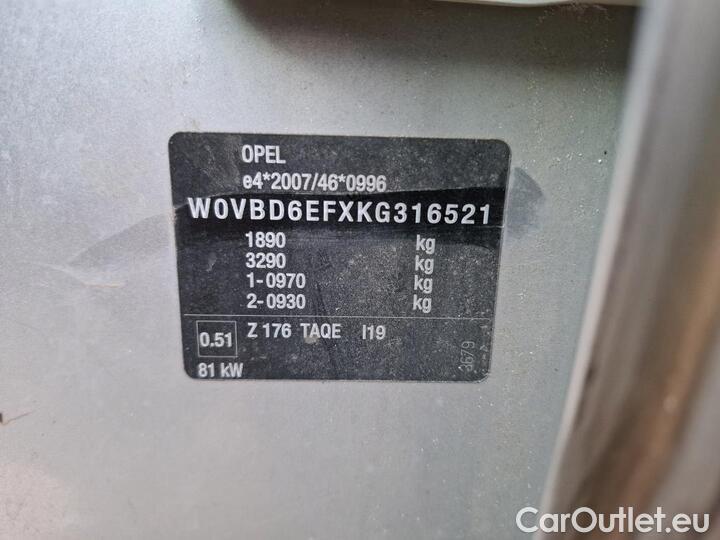 OPEL
e4*2007/46*0996
W0VBD6EFXKG316521
1890 kg
3290 kg
1-0970 kg
2-0930 kg
0.51 Z 176 TAQE I19
81 kW
3679
CarOutlet.eu